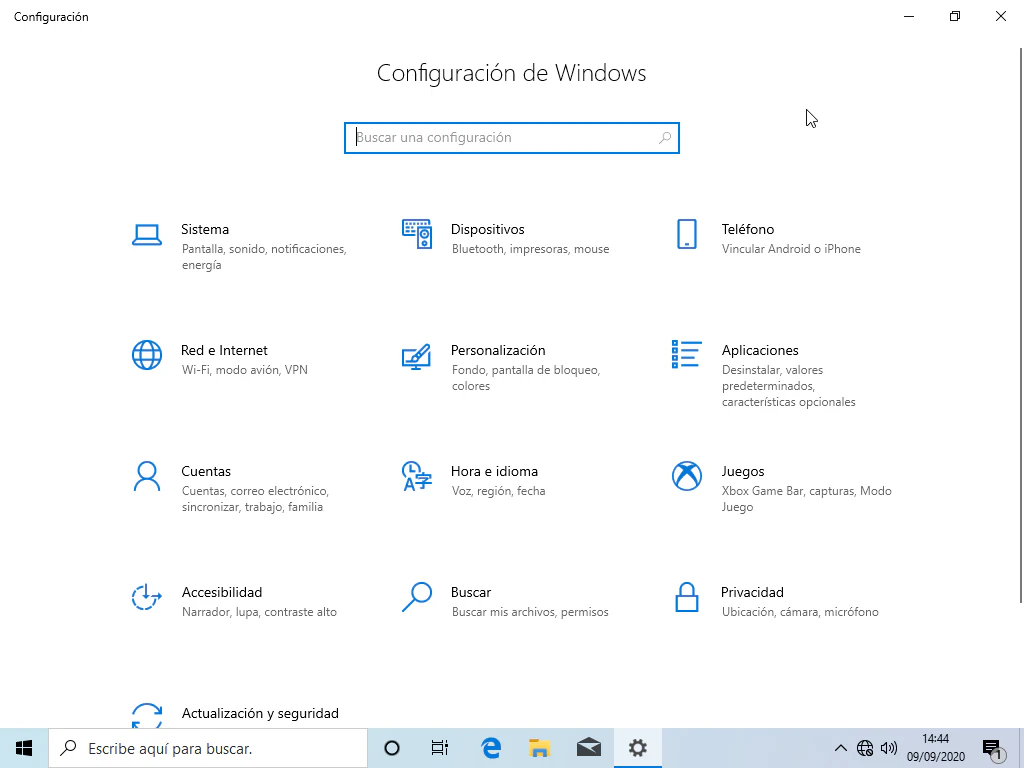 Configuración
Configuración de Windows
Buscar una configuración
Sistema
Pantalla, sonido, notificaciones,
energía
Dispositivos
Bluetooth, impresoras, mouse
Teléfono
Vincular Android o iPhone
Red e Internet
Wi-Fi, modo avión, VPN
Personalización
Fondo, pantalla de bloqueo,
colores
Aplicaciones
Desinstalar, valores
predeterminados,
características opcionales
Cuentas
Cuentas, correo electrónico,
sincronizar, trabajo, familia
Hora e idioma
Voz, región, fecha
Juegos
Xbox Game Bar, capturas, Modo
Juego
Accesibilidad
Narrador, lupa, contraste alto
Buscar
Buscar mis archivos, permisos
Privacidad
Ubicación, cámara, micrófono
Actualización y seguridad
Escribe aquí para buscar.
14:44
09/09/2020
1